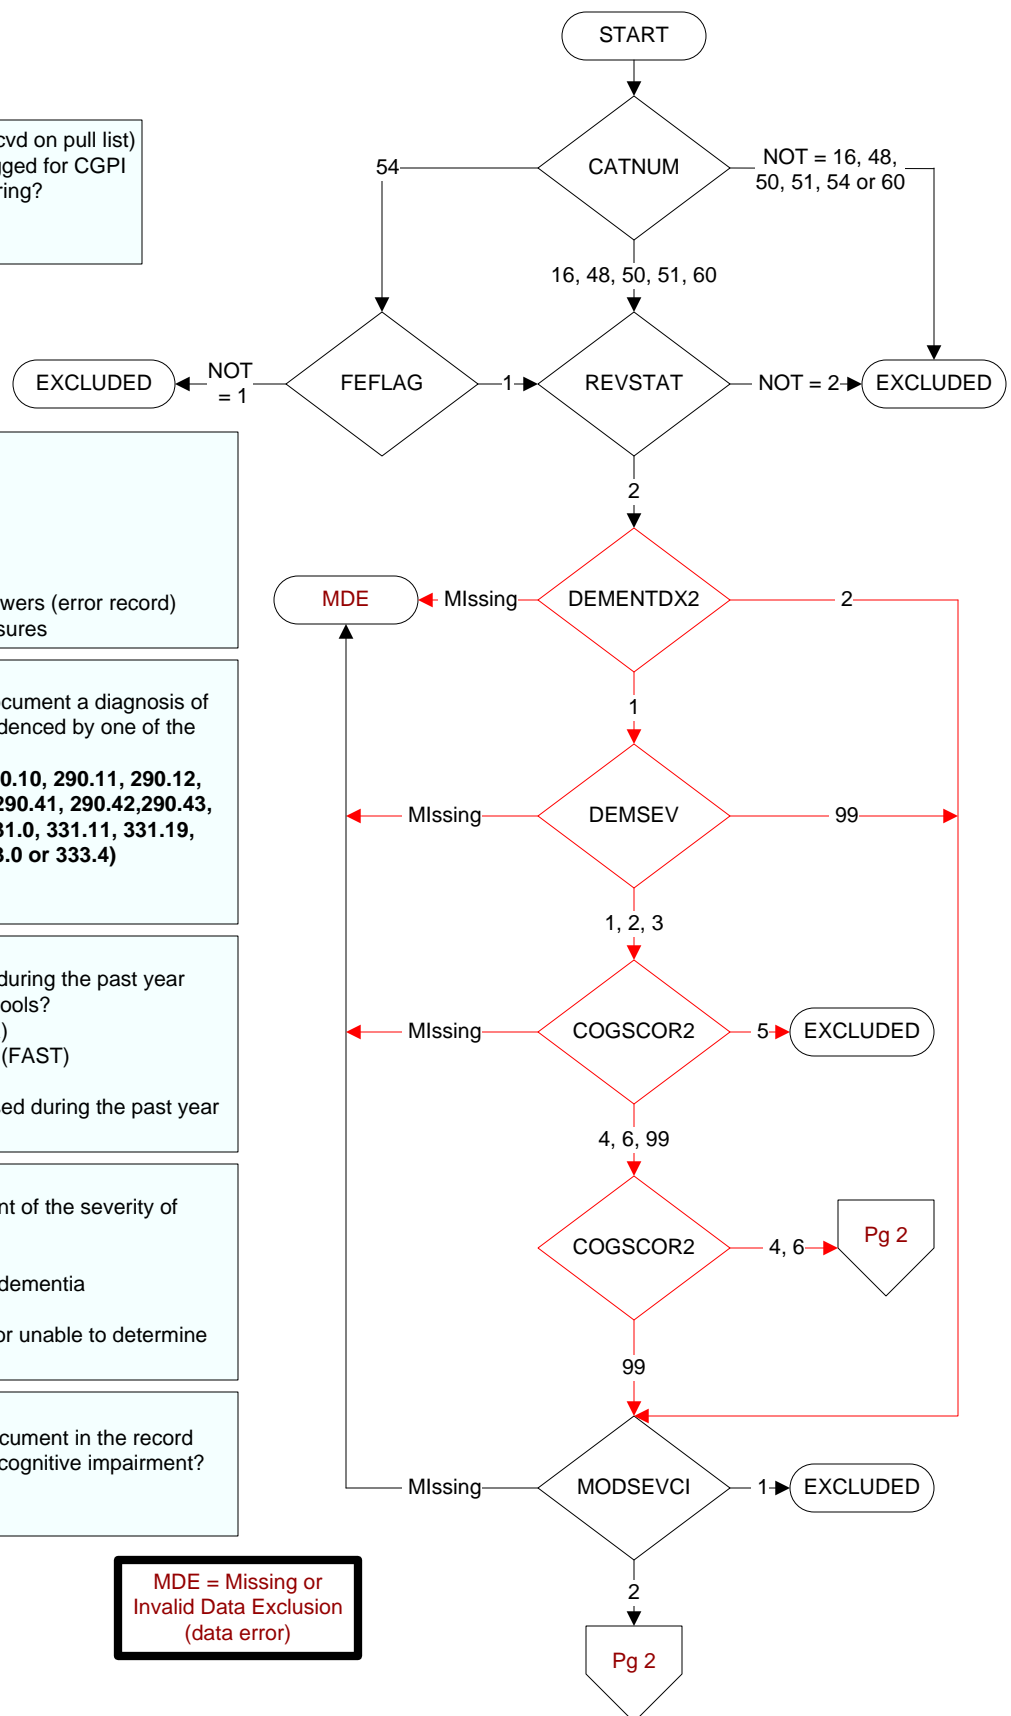 START
cvd on pull list)
gged for CGPI
ring?
54
CATNUM
NOT = 16, 48,
50, 51, 54 or 60
16, 48, 50, 51, 60
EXCLUDED
NOT
= 1
FEFLAG
1
REVSTAT
NOT = 2
EXCLUDED
2
wers (error record)
sures
MDE
MIssing
DEMENTDX2
2
1
ocument a diagnosis of
idenced by one of the
0.10, 290.11, 290.12,
290.41, 290.42,290.43,
31.0, 331.11, 331.19,
3.0 or 333.4)
MIssing
DEMSEV
99
1, 2, 3
during the past year
ools?
)
(FAST)
sed during the past year
MIssing
COGSCOR2
5
EXCLUDED
4, 6, 99
nt of the severity of
dementia
or unable to determine
COGSCOR2
4, 6
Pg 2
99
cument in the record
cognitive impairment?
MIssing
MODSEVCI
1
EXCLUDED
2
MDE = Missing or
Invalid Data Exclusion
(data error)
Pg 2